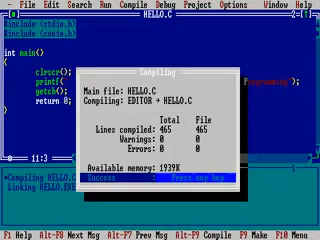 ≡ File Edit Search Run Compile Debug Project Options Window Help
HELLO.C 2
#include <stdio.h>
#include <conio.h>
int main()
{
clrscr();
printf( Programming");
getch();
return 0;
}
Compiling
Main file: HELLO.C
Compiling: EDITOR → HELLO.C
Total File
Lines compiled: 465 465
Warnings: 0 0
Errors: 0 0
Available memory: 1939K
Success : Press any key
11:3
•Compiling HELLO.C
Linking HELLO.EXE
F1 Help Alt-F8 Next Msg Alt-F7 Prev Msg Alt-F9 Compile F9 Make F10 Menu